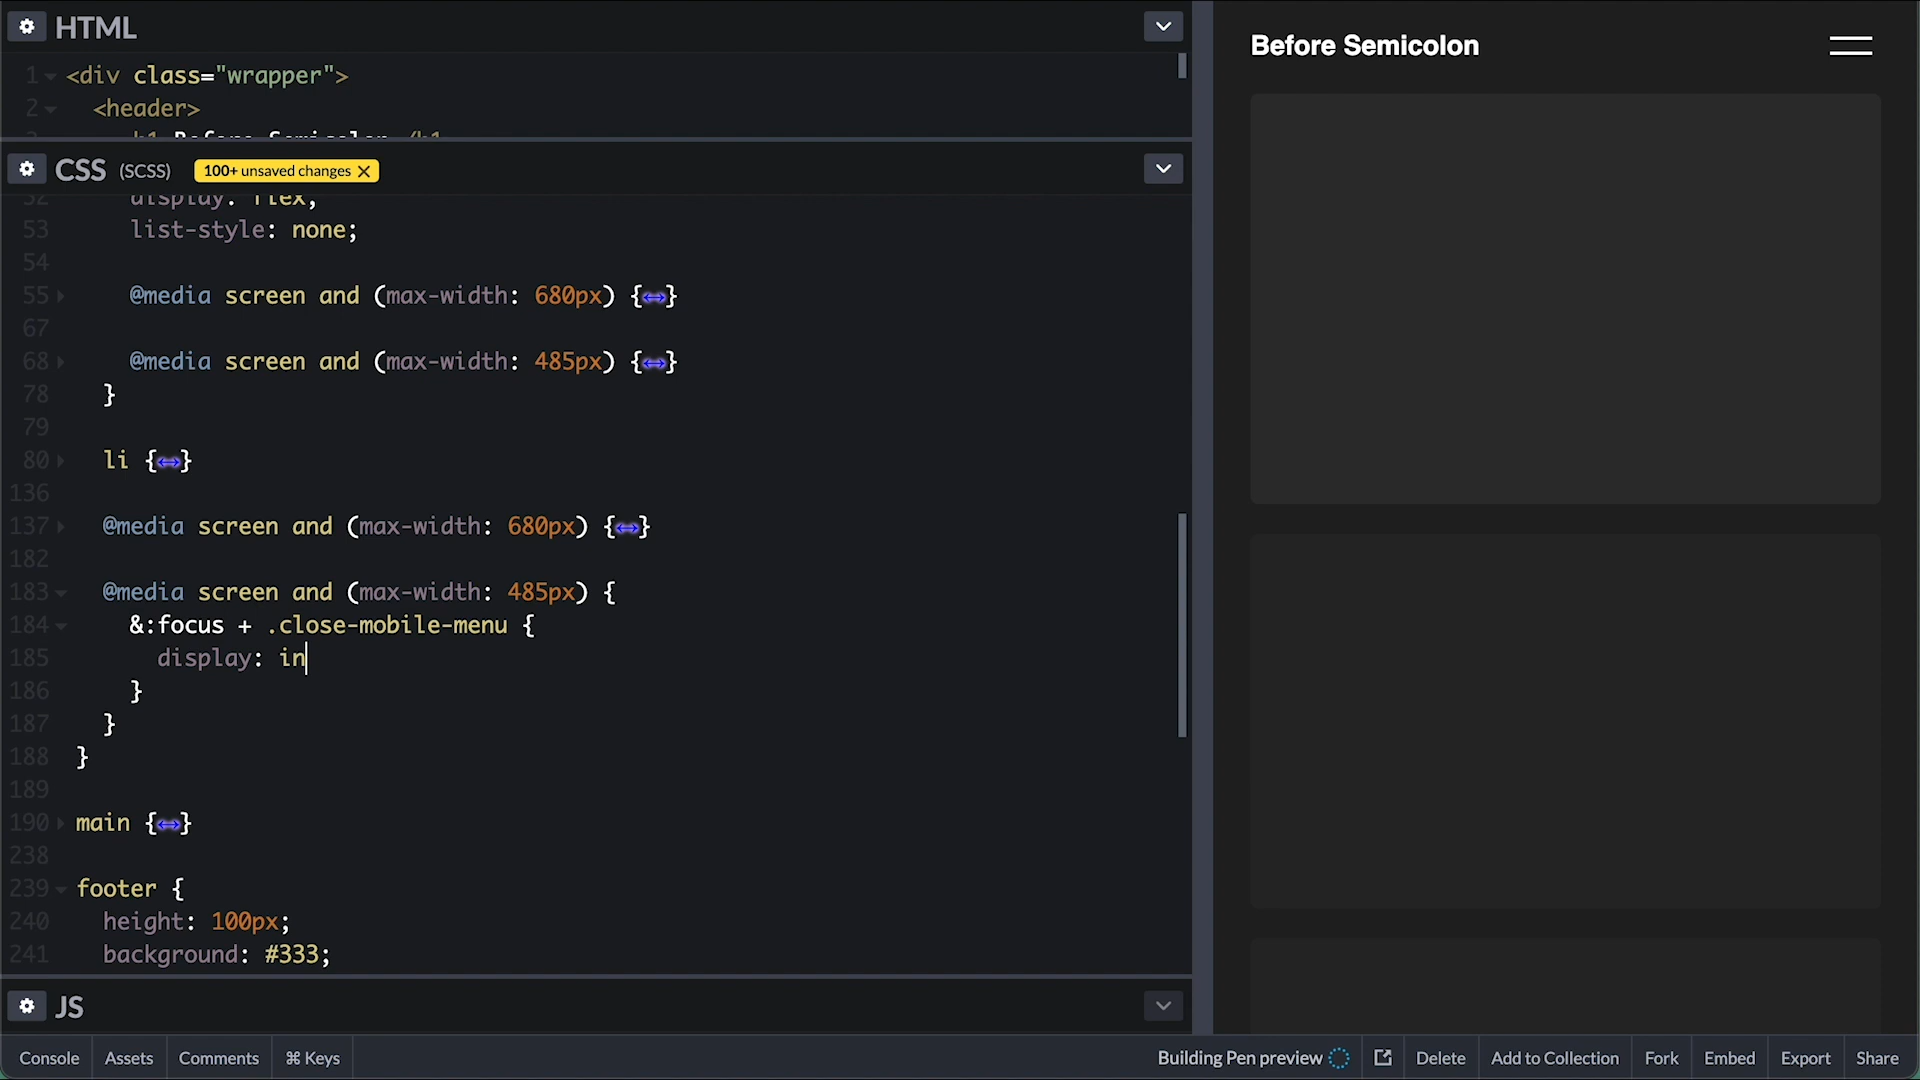 HTML
1 <div class="wrapper">
2 <header>
CSS (SCSS) 100+ unsaved changes
52 display: flex;
53 list-style: none;
54
55 @media screen and (max-width: 680px) {↔}
67
68 @media screen and (max-width: 485px) {↔}
78 }
79
80 li {↔}
136
137 @media screen and (max-width: 680px) {↔}
182
183 @media screen and (max-width: 485px) {
184 &:focus + .close-mobile-menu {
185 display: in
186 }
187 }
188 }
189
190 main {↔}
238
239 footer {
240 height: 100px;
241 background: #333;
JS
Console Assets Comments ⌘ Keys Building Pen preview Delete Add to Collection Fork Embed Export Share
Before Semicolon